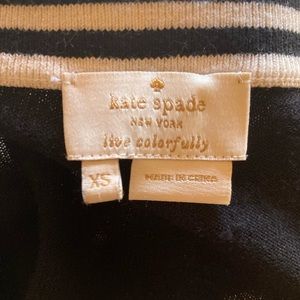 kate spade
NEW YORK
live colorfully
XS
MADE IN CHINA